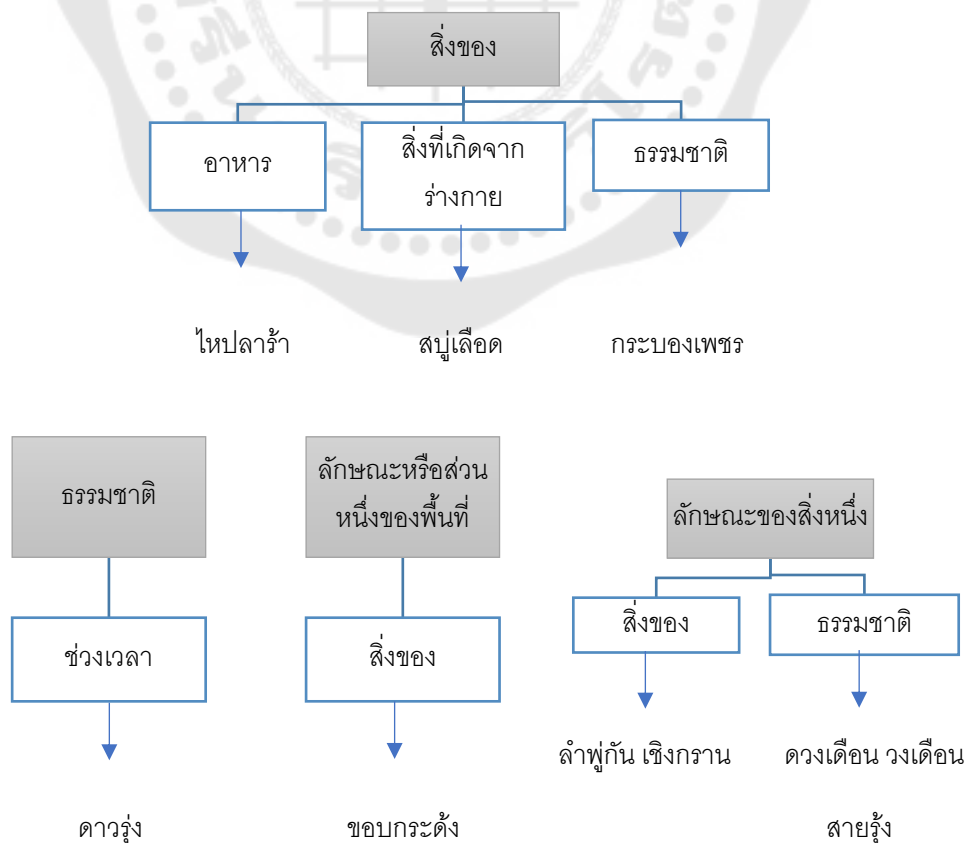 สิ่งของ
อาหาร
สิ่งที่เกิดจาก
ร่างกาย
ธรรมชาติ
ไหปลาร้า
สบู่เลือด
กระบองเพชร
ธรรมชาติ
ช่วงเวลา
ดาวรุ่ง
ลักษณะหรือส่วน
หนึ่งของพื้นที่
สิ่งของ
ขอบกระด้ง
ลักษณะของสิ่งหนึ่ง
สิ่งของ
ธรรมชาติ
ลำพู่กัน เชิงกราน
ดวงเดือน วงเดือน
สายรุ้ง